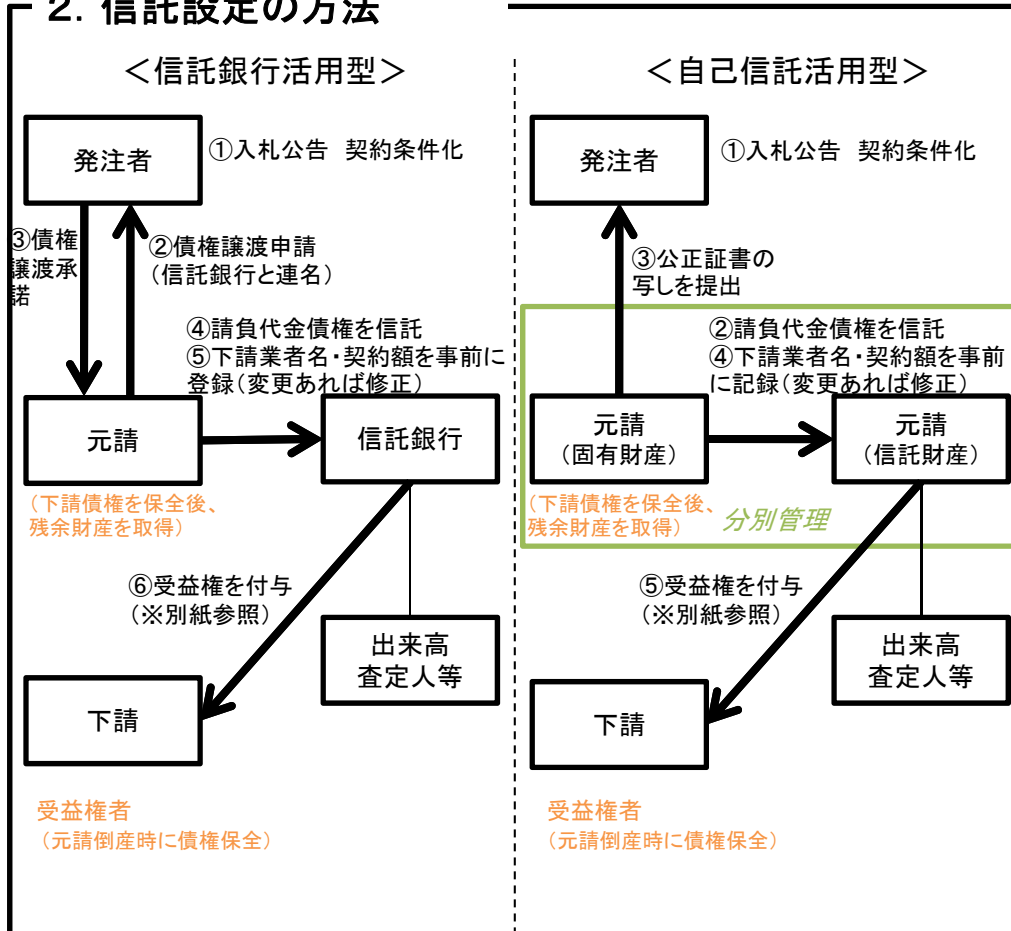 2．信託設定の方法
＜信託銀行活用型＞
発注者
①入札公告　契約条件化
③債権
譲渡承
諾
②債権譲渡申請
（信託銀行と連名）
④請負代金債権を信託
⑤下請業者名・契約額を事前に
登録（変更あれば修正）
元請
信託銀行
（下請債権を保全後、
残余財産を取得）
⑥受益権を付与
（※別紙参照）
出来高
査定人等
下請
受益権者
（元請倒産時に債権保全）
＜自己信託活用型＞
発注者
①入札公告　契約条件化
③公正証書の
写しを提出
②請負代金債権を信託
④下請業者名・契約額を事前
に記録（変更あれば修正）
元請
（固有財産）
元請
（信託財産）
（下請債権を保全後、
残余財産を取得）
分別管理
⑤受益権を付与
（※別紙参照）
出来高
査定人等
下請
受益権者
（元請倒産時に債権保全）